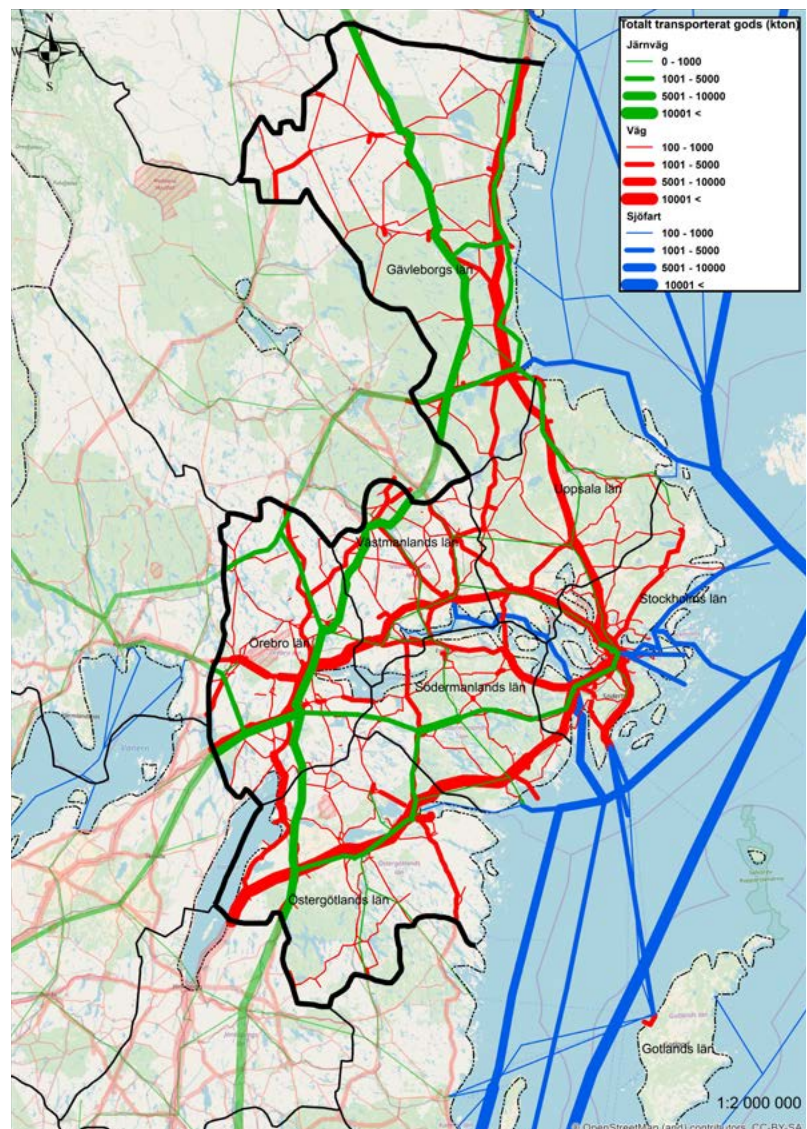 N
W E
S
Totalt transporterat gods (kton)
Järnväg
0 - 1000
1001 - 5000
5001 - 10000
10001 <
Väg
100 - 1000
1001 - 5000
5001 - 10000
10001 <
Sjöfart
100 - 1000
1001 - 5000
5001 - 10000
10001 <
Gävleborgs län
Uppsala län
Västmanlands län
Stockholms län
Örebro län
Södermanlands län
Östergötlands län
Gotlands län
1:2 000 000
© OpenStreetMap (and) contributors, CC-BY-SA